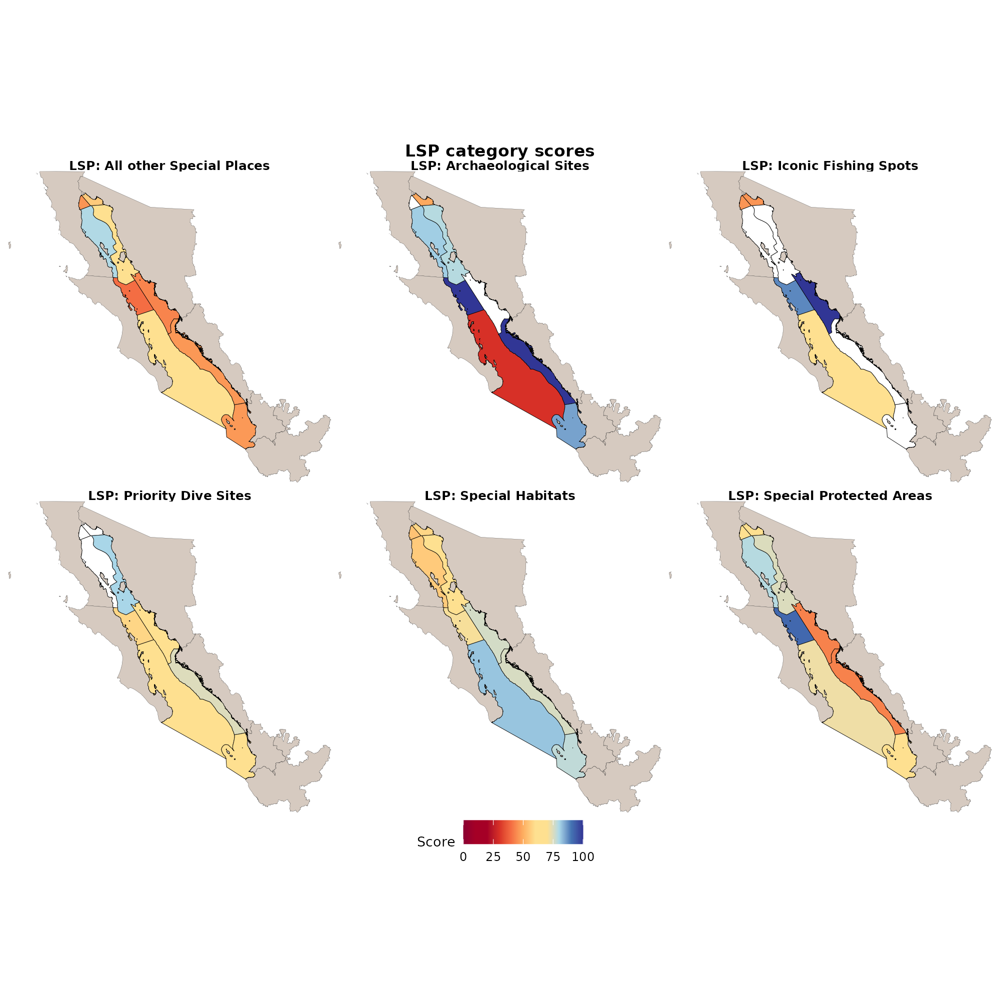 LSP category scores
LSP: All other Special Places
LSP: Archaeological Sites
LSP: Iconic Fishing Spots
LSP: Priority Dive Sites
LSP: Special Habitats
LSP: Special Protected Areas
Score
0 25 50 75 100